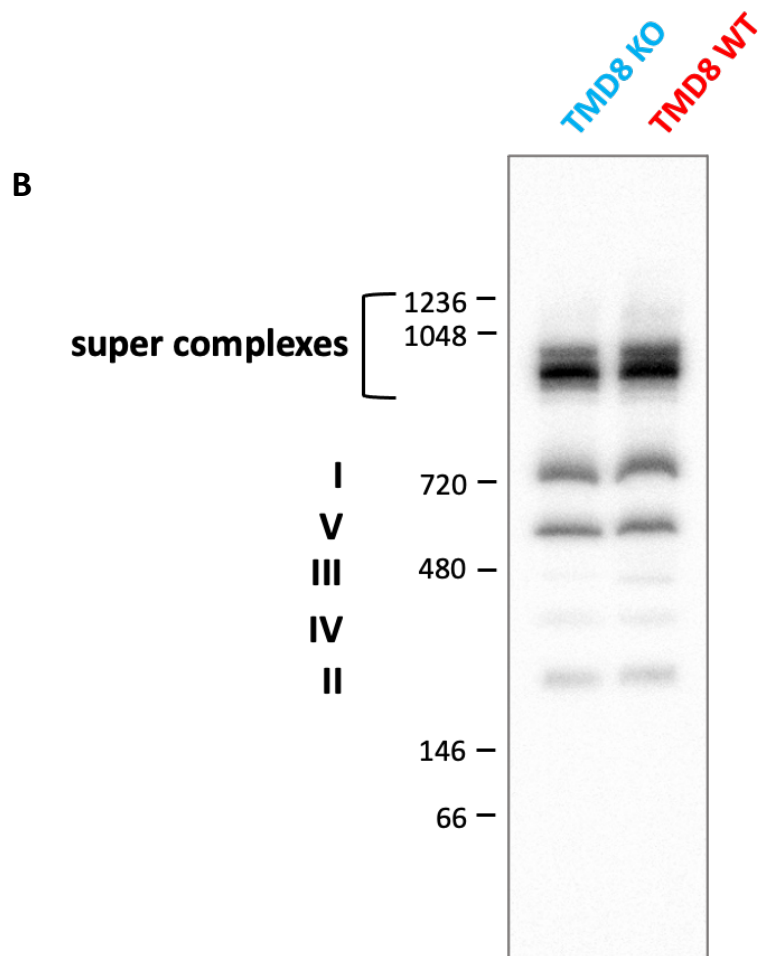 TMD8 KO
TMD8 WT
B
1236
super complexes
1048
I
720
V
480
III
IV
II
146
66